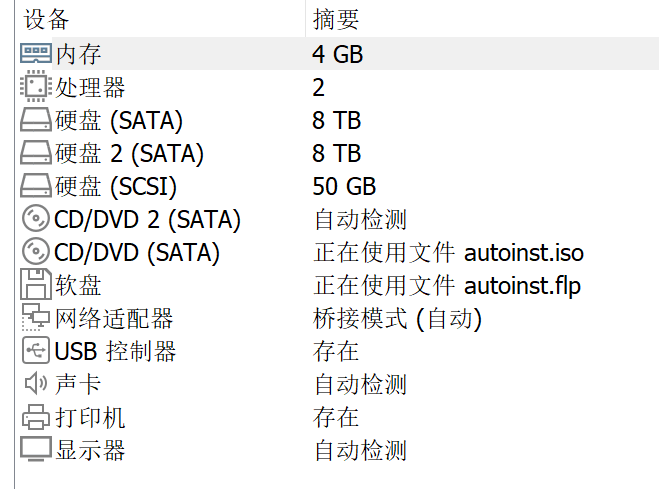 设备 摘要
内存 4 GB
处理器 2
硬盘 (SATA) 8 TB
硬盘 2 (SATA) 8 TB
硬盘 (SCSI) 50 GB
CD/DVD 2 (SATA) 自动检测
CD/DVD (SATA) 正在使用文件 autoinst.iso
软盘 正在使用文件 autoinst.flp
网络适配器 桥接模式 (自动)
USB 控制器 存在
声卡 自动检测
打印机 存在
显示器 自动检测